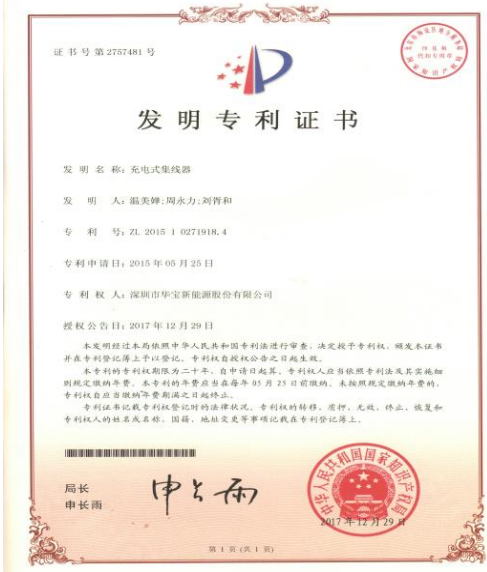 证书号第2757481号
发明专利证书
发明名称:充电式集线器
发明人:温美婵;周永力;刘胥和
专利号:ZL 2015 1 0271918.4
专利申请日:2015年05月25日
专利权人:深圳市华宝新能源股份有限公司
授权公告日:2017年12月29日
本发明经过本局依照中华人民共和国专利法进行审查,决定授予专利权,颁发本证书
并在专利登记簿上予以登记。专利权自授权公告之日起生效。
本专利的专利权期限为二十年,自申请日起算。专利权人应当依照专利法及其实施细
则规定缴纳年费。本专利的年费应当在每年05月25日前缴纳。未按照规定缴纳年费的,
专利权自应当缴纳年费期满之日起终止。
专利证书记载专利权登记时的法律状况。专利权的转移、质押、无效、终止、恢复和
专利权人的姓名或名称、国籍、地址变更等事项记载在专利登记簿上。
局长
申长雨
申长雨
中华人民共和国国家知识产权局
2017年12月29日
第1页(共1页)